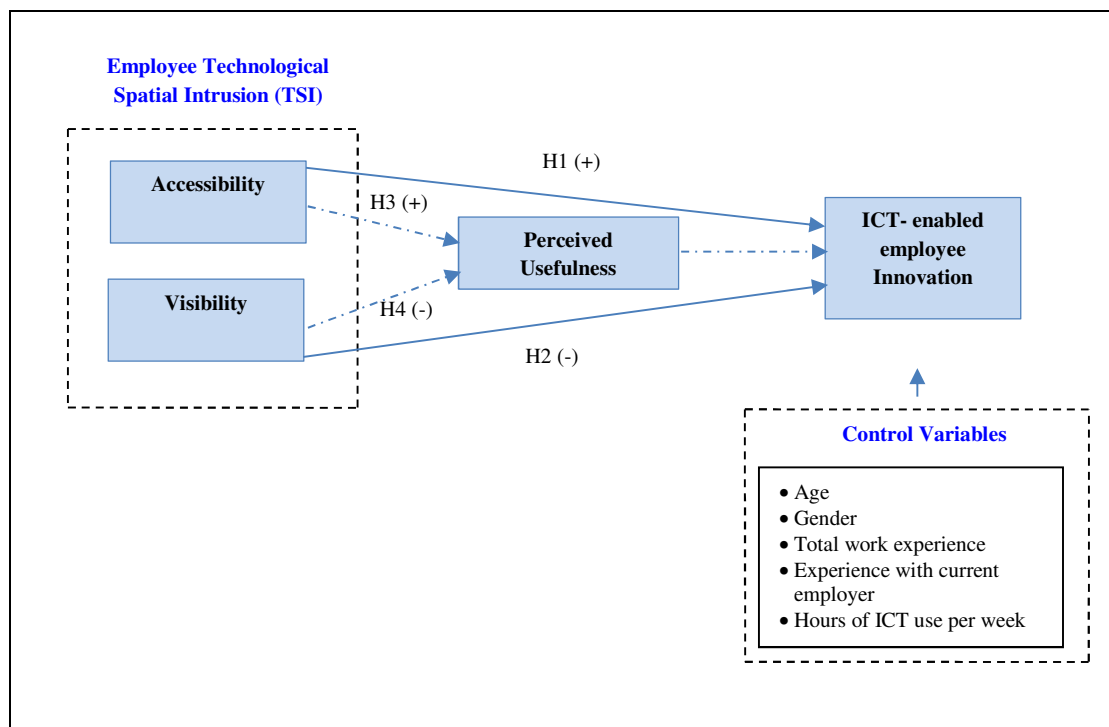 Employee Technological
Spatial Intrusion (TSI)
Accessibility
H1 (+)
H3 (+)
Perceived
Usefulness
ICT- enabled
employee
Innovation
Visibility
H4 (-)
H2 (-)
Control Variables
• Age
• Gender
• Total work experience
• Experience with current
employer
• Hours of ICT use per week